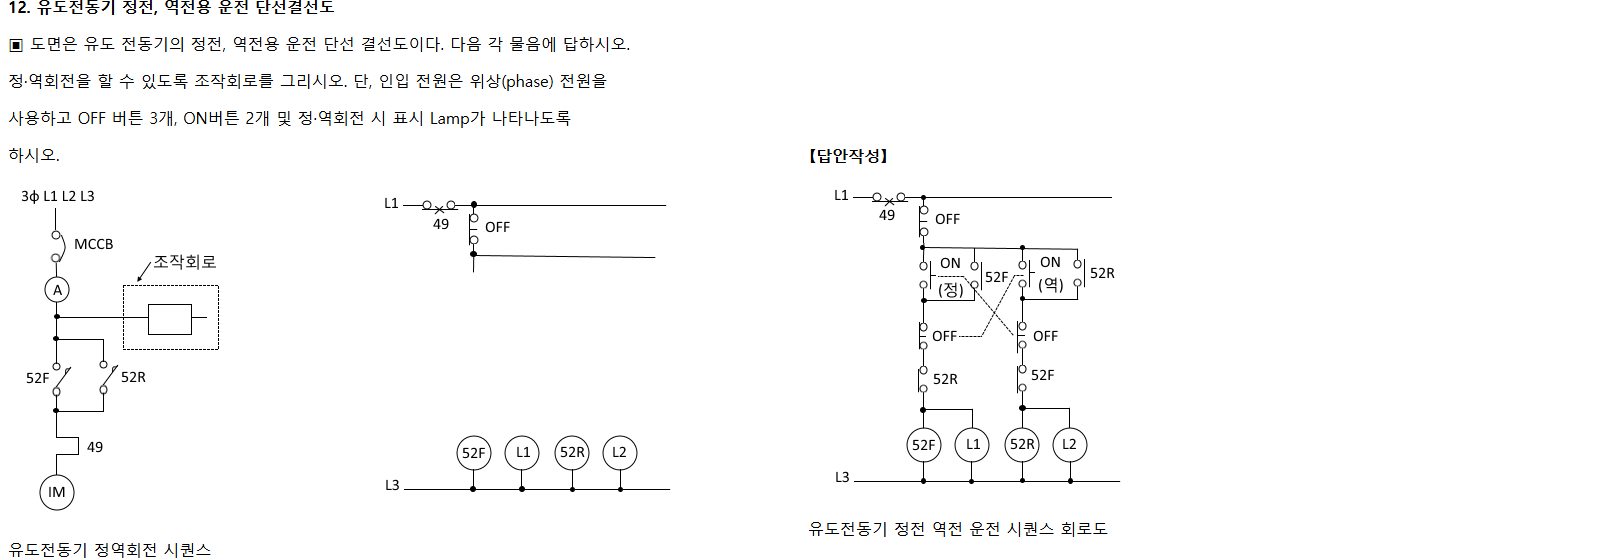 12. 유도전동기 정전, 역전용 운전 단선결선도
▣ 도면은 유도 전동기의 정전, 역전용 운전 단선 결선도이다. 다음 각 물음에 답하시오.
정·역회전을 할 수 있도록 조작회로를 그리시오. 단, 인입 전원은 위상(phase) 전원을
사용하고 OFF 버튼 3개, ON버튼 2개 및 정·역회전 시 표시 Lamp가 나타나도록
하시오.
3ϕ L1 L2 L3
MCCB
조작회로
A
52F
52R
49
IM
유도전동기 정역회전 시퀀스
L1
49
OFF
52F
L1
52R
L2
L3
【답안작성】
L1
49
OFF
ON
(정)
52F
ON
(역)
52R
OFF
OFF
52R
52F
52F
L1
52R
L2
L3
유도전동기 정전 역전 운전 시퀀스 회로도